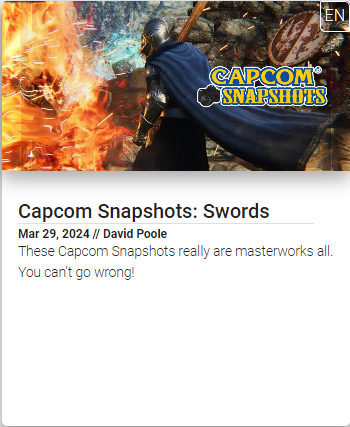 EN
CAPCOM®
SNAPSHOTS
Capcom Snapshots: Swords
Mar 29, 2024 // David Poole
These Capcom Snapshots really are masterworks all.
You can't go wrong!